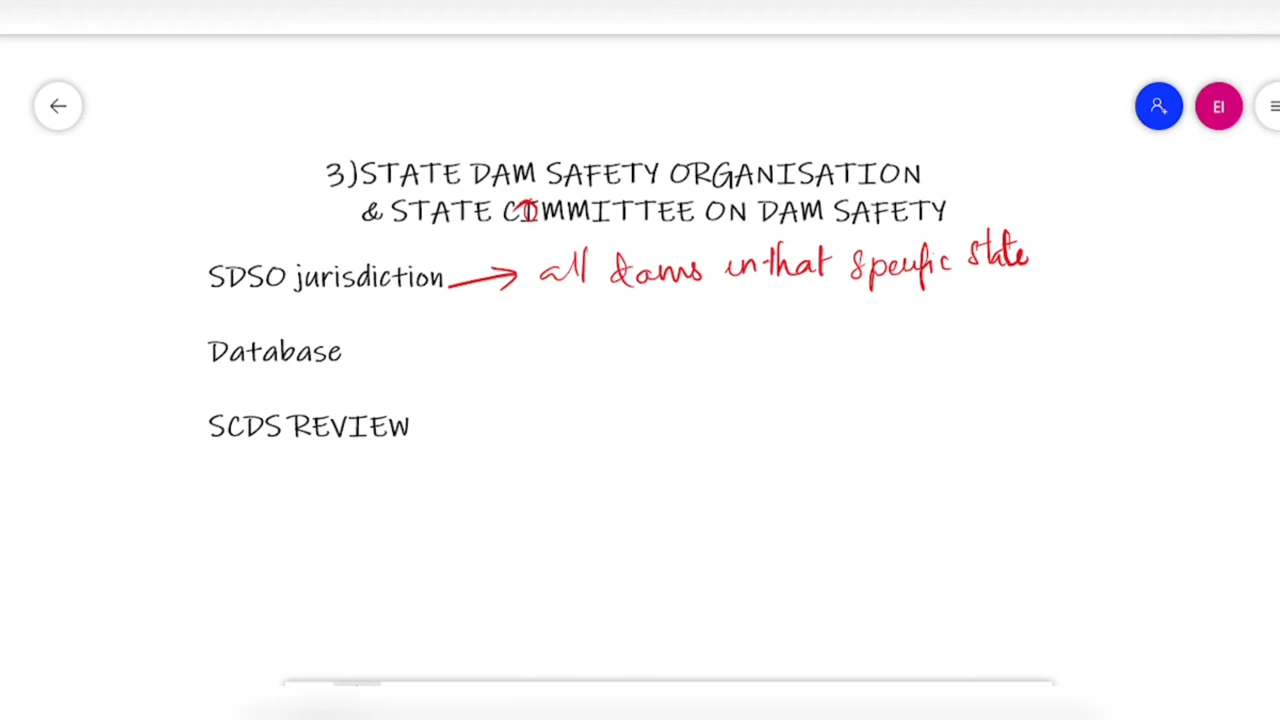 EI
3)STATE DAM SAFETY ORGANISATION
& STATE COMMITTEE ON DAM SAFETY
SDSO jurisdiction → all dams in that specific state
Database
SCDS REVIEW